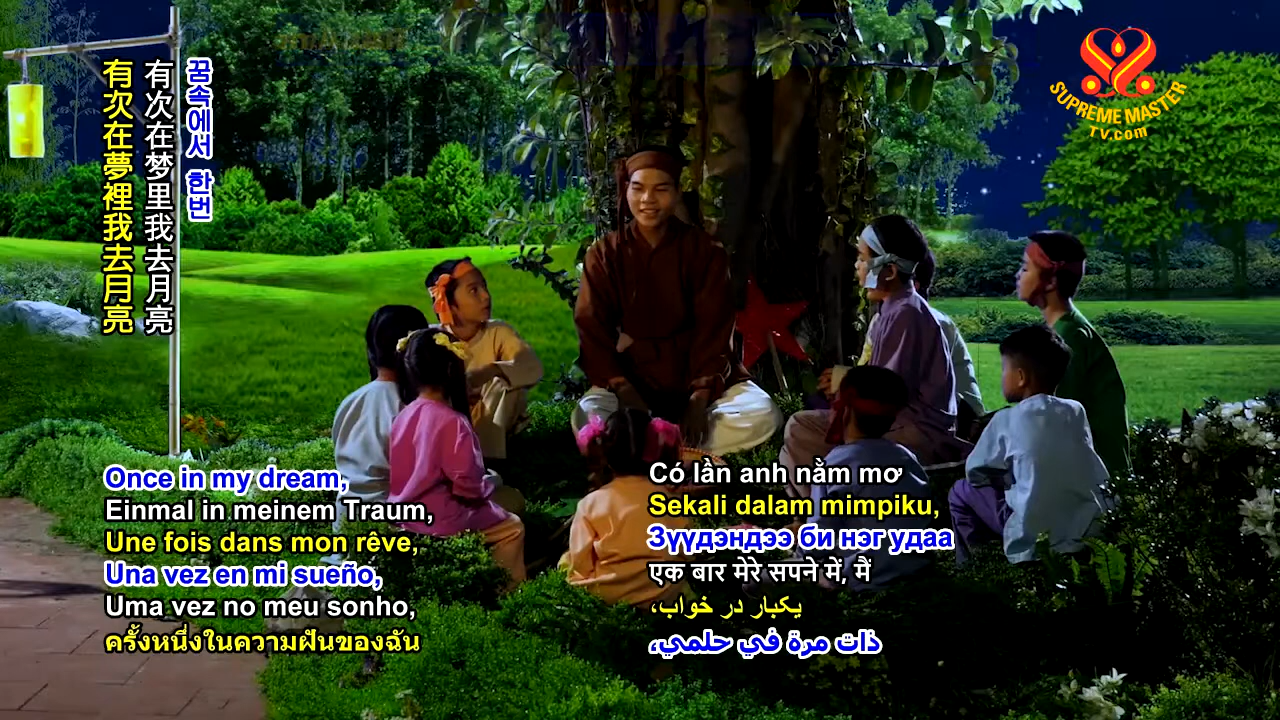 꿈속에서 한번
有次在梦里我去月亮
有次在夢裡我去月亮
SUPREME MASTER
TV.com
Once in my dream,
Einmal in meinem Traum,
Une fois dans mon rêve,
Una vez en mi sueño,
Uma vez no meu sonho,
ครั้งหนึ่งในความฝันของฉัน
Có lần anh nằm mơ
Sekali dalam mimpiku,
Зүүдэндээ би нэг удаа
एक बार मेरे सपने में, मैं
یکبار در خواب،
ذات مرة في حلمي،